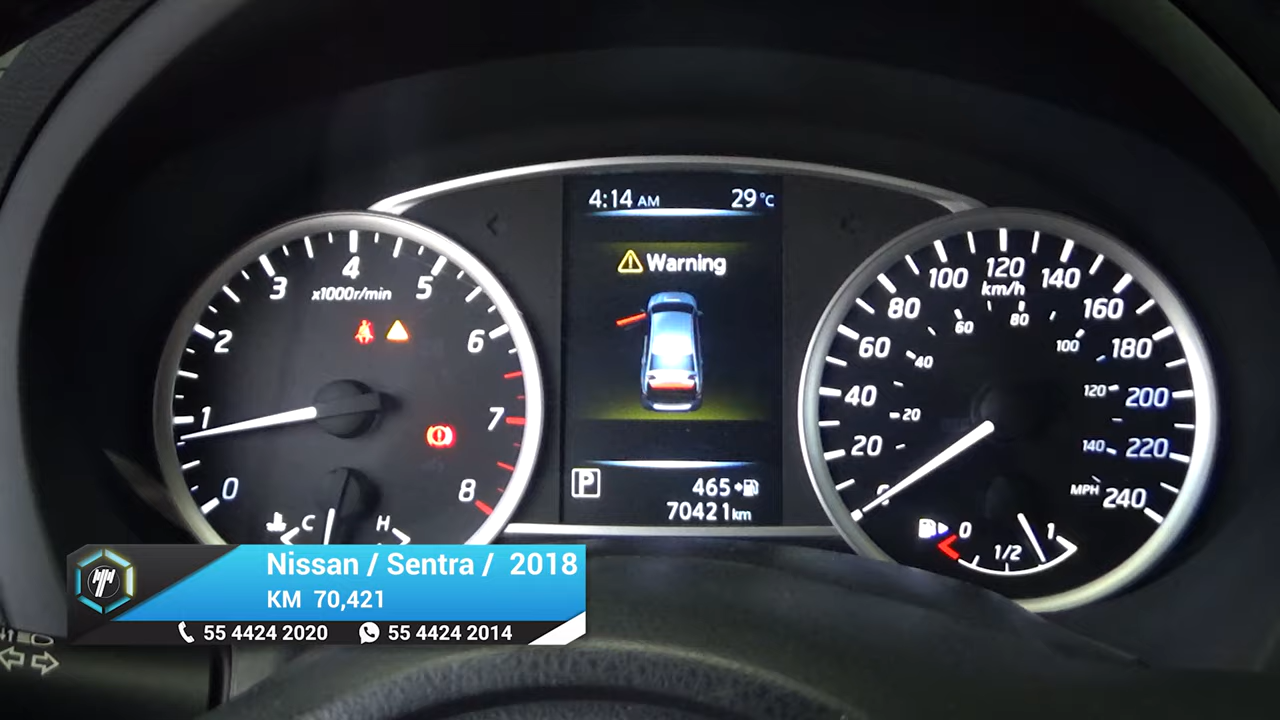 4:14 AM 29°C
Warning
P
465
70421km
0 1 2 3 4 5 6 7 8
x1000r/min
C H
0 20 40 60 80 100 120 140 160 180 200 220 240
km/h
20 40 60 80 100 120 140
MPH
0 1/2 1
Nissan / Sentra / 2018
KM 70,421
55 4424 2020 55 4424 2014